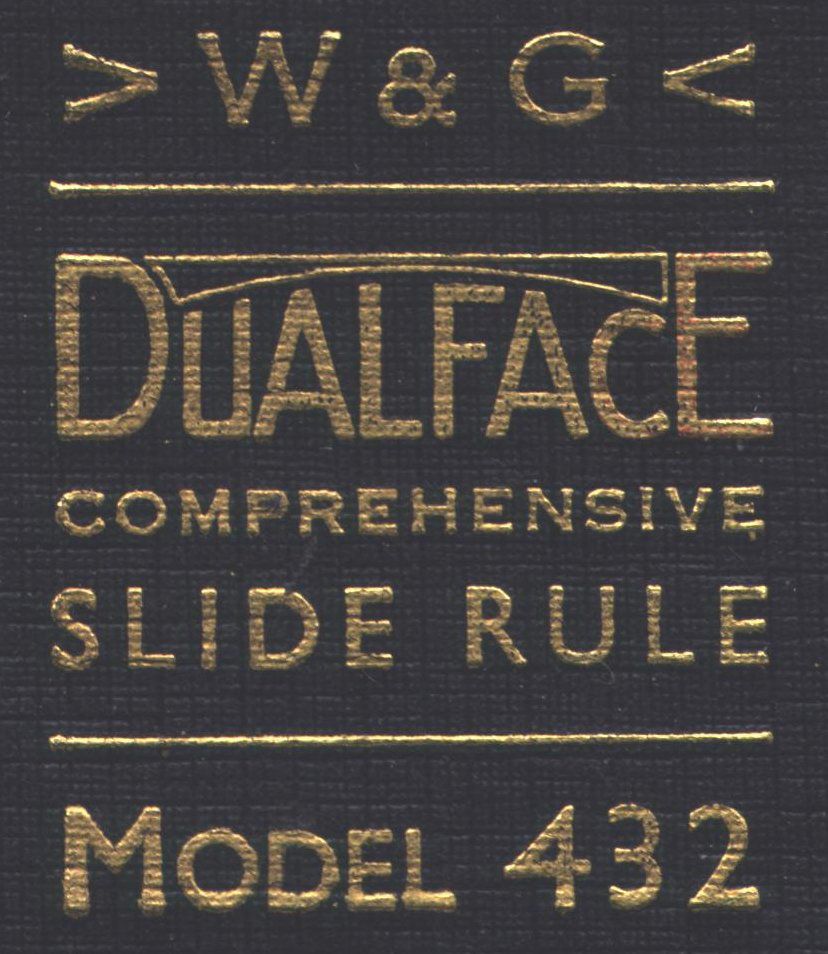 > W & G <
DUALFACE
COMPREHENSIVE
SLIDE RULE
MODEL 432